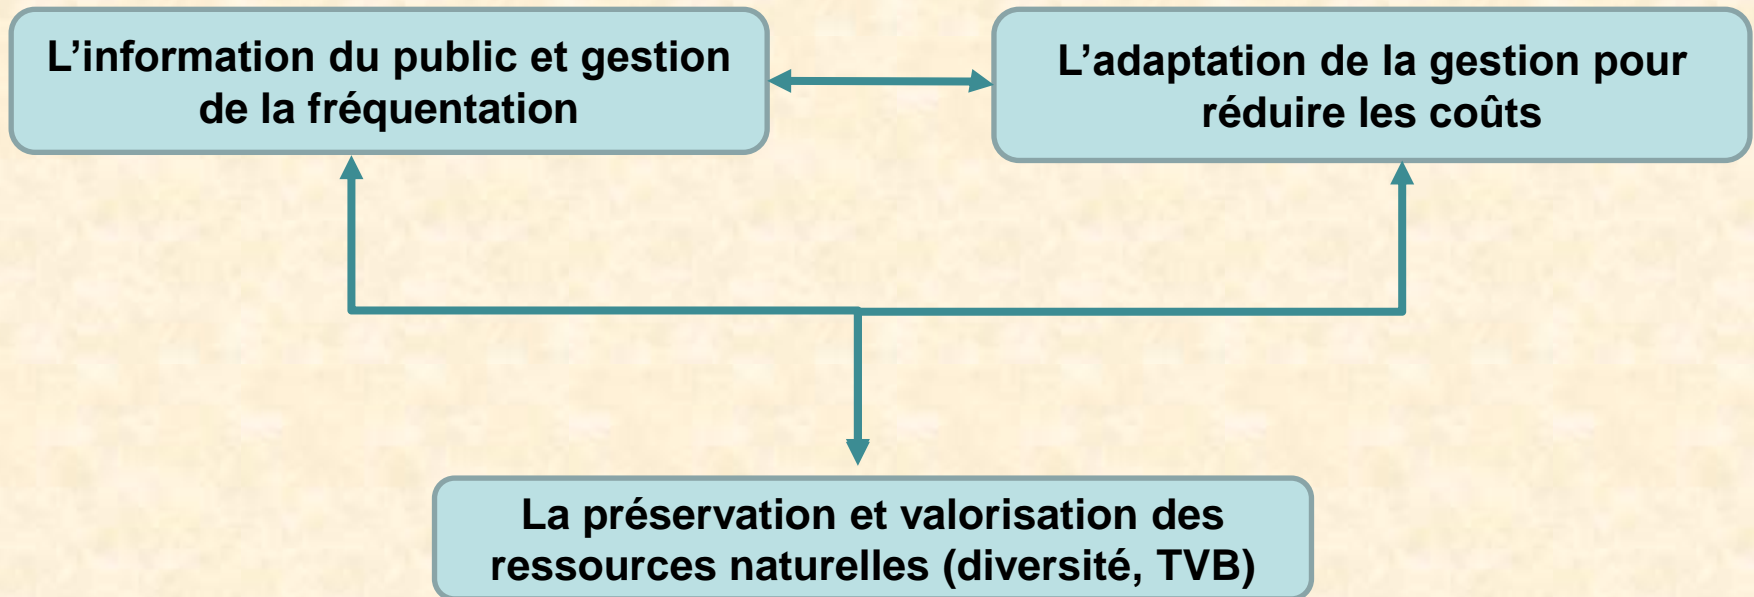 L’information du public et gestion
de la fréquentation
L’adaptation de la gestion pour
réduire les coûts
La préservation et valorisation des
ressources naturelles (diversité, TVB)